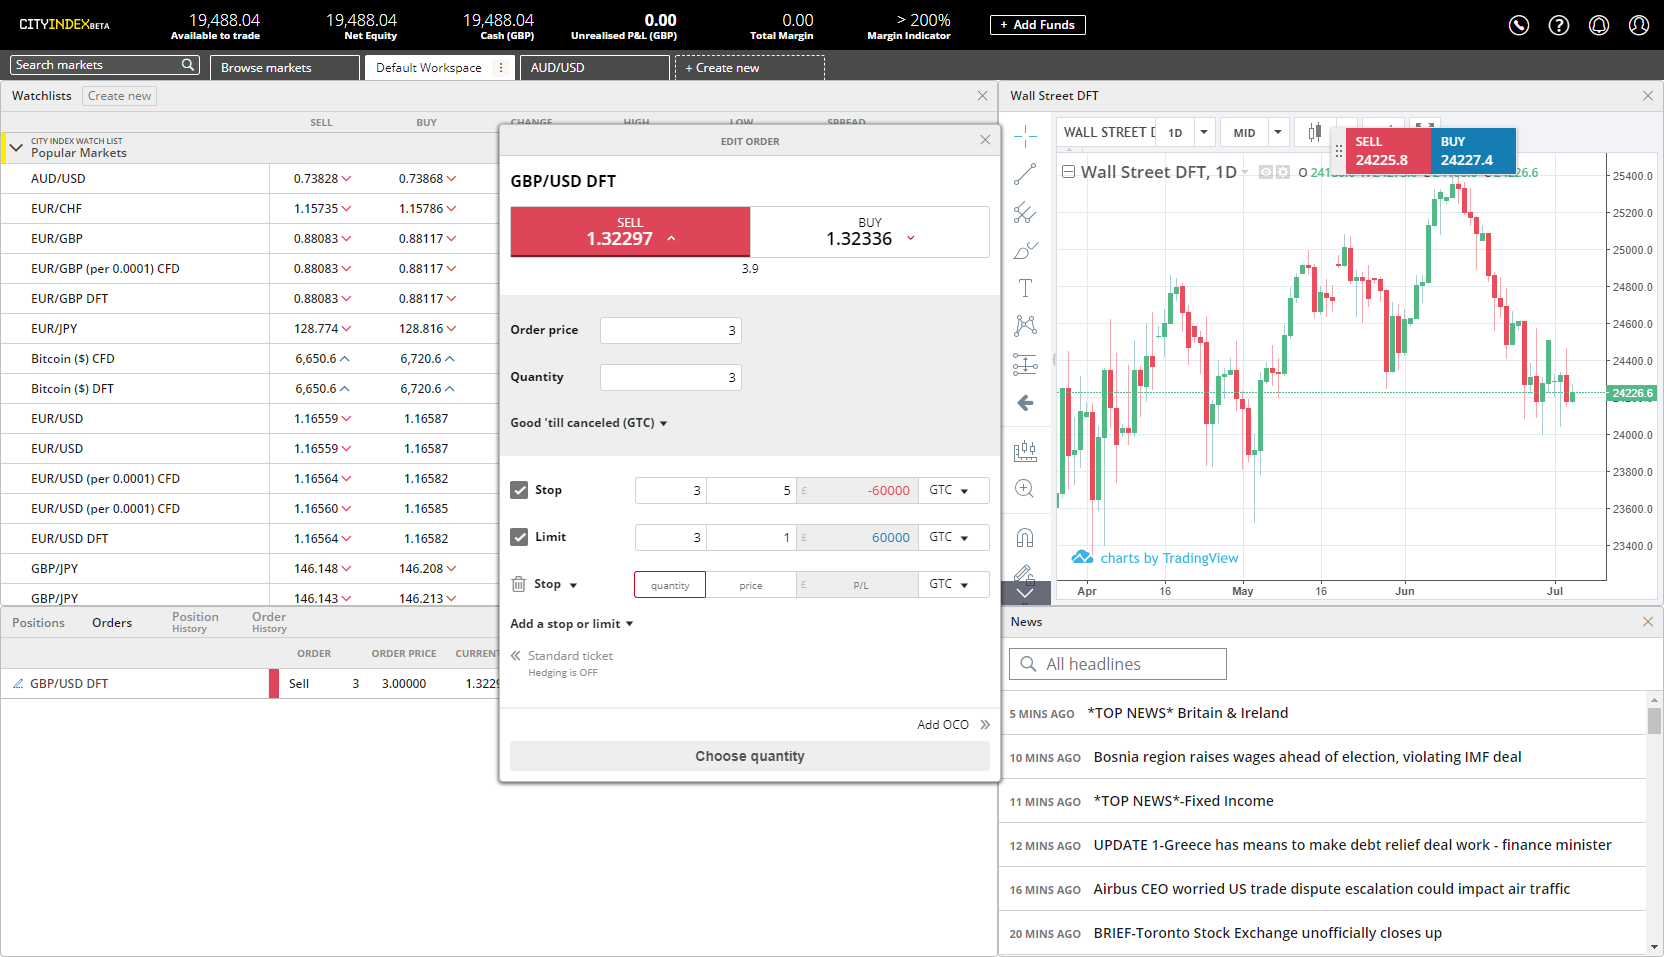 CITYINDEX BETA
19,488.04
Available to trade
19,488.04
Net Equity
19,488.04
Cash (GBP)
0.00
Unrealised P&L (GBP)
0.00
Total Margin
> 200%
Margin Indicator
+ Add Funds
Search markets
Browse markets
Default Workspace
AUD/USD
+ Create new
Watchlists
Create new
SELL BUY CHANGE HIGH LOW SPREAD
CITY INDEX WATCH LIST
Popular Markets
AUD/USD 0.73828 0.73868
EUR/CHF 1.15735 1.15786
EUR/GBP 0.88083 0.88117
EUR/GBP (per 0.0001) CFD 0.88083 0.88117
EUR/GBP DFT 0.88083 0.88117
EUR/JPY 128.774 128.816
Bitcoin ($) CFD 6,650.6 6,720.6
Bitcoin ($) DFT 6,650.6 6,720.6
EUR/USD 1.16559 1.16587
EUR/USD 1.16559 1.16587
EUR/USD (per 0.0001) CFD 1.16564 1.16582
EUR/USD (per 0.0001) CFD 1.16560 1.16585
EUR/USD DFT 1.16564 1.16582
GBP/JPY 146.148 146.208
GBP/JPY 146.143 146.213
Positions
Orders
Position
History
Order
History
ORDER ORDER PRICE CURRENT
GBP/USD DFT Sell 3 3.00000 1.3229
EDIT ORDER
GBP/USD DFT
SELL
1.32297
BUY
1.32336
3.9
Order price 3
Quantity 3
Good 'till canceled (GTC)
Stop 3 5 £ -60000 GTC
Limit 3 1 £ 60000 GTC
Stop quantity price £ P/L GTC
Add a stop or limit
Standard ticket
Hedging is OFF
Add OCO
Choose quantity
Wall Street DFT
WALL STREET D 1D MID
SELL
24225.8
BUY
24227.4
Wall Street DFT, 1D O 6.6
25400.0
25200.0
25000.0
24800.0
24600.0
24400.0
24226.6
24000.0
23800.0
23600.0
23400.0
charts by TradingView
Apr 16 May 16 Jun Jul
News
All headlines
5 MINS AGO *TOP NEWS* Britain & Ireland
10 MINS AGO Bosnia region raises wages ahead of election, violating IMF deal
11 MINS AGO *TOP NEWS*-Fixed Income
12 MINS AGO UPDATE 1-Greece has means to make debt relief deal work - finance minister
16 MINS AGO Airbus CEO worried US trade dispute escalation could impact air traffic
20 MINS AGO BRIEF-Toronto Stock Exchange unofficially closes up